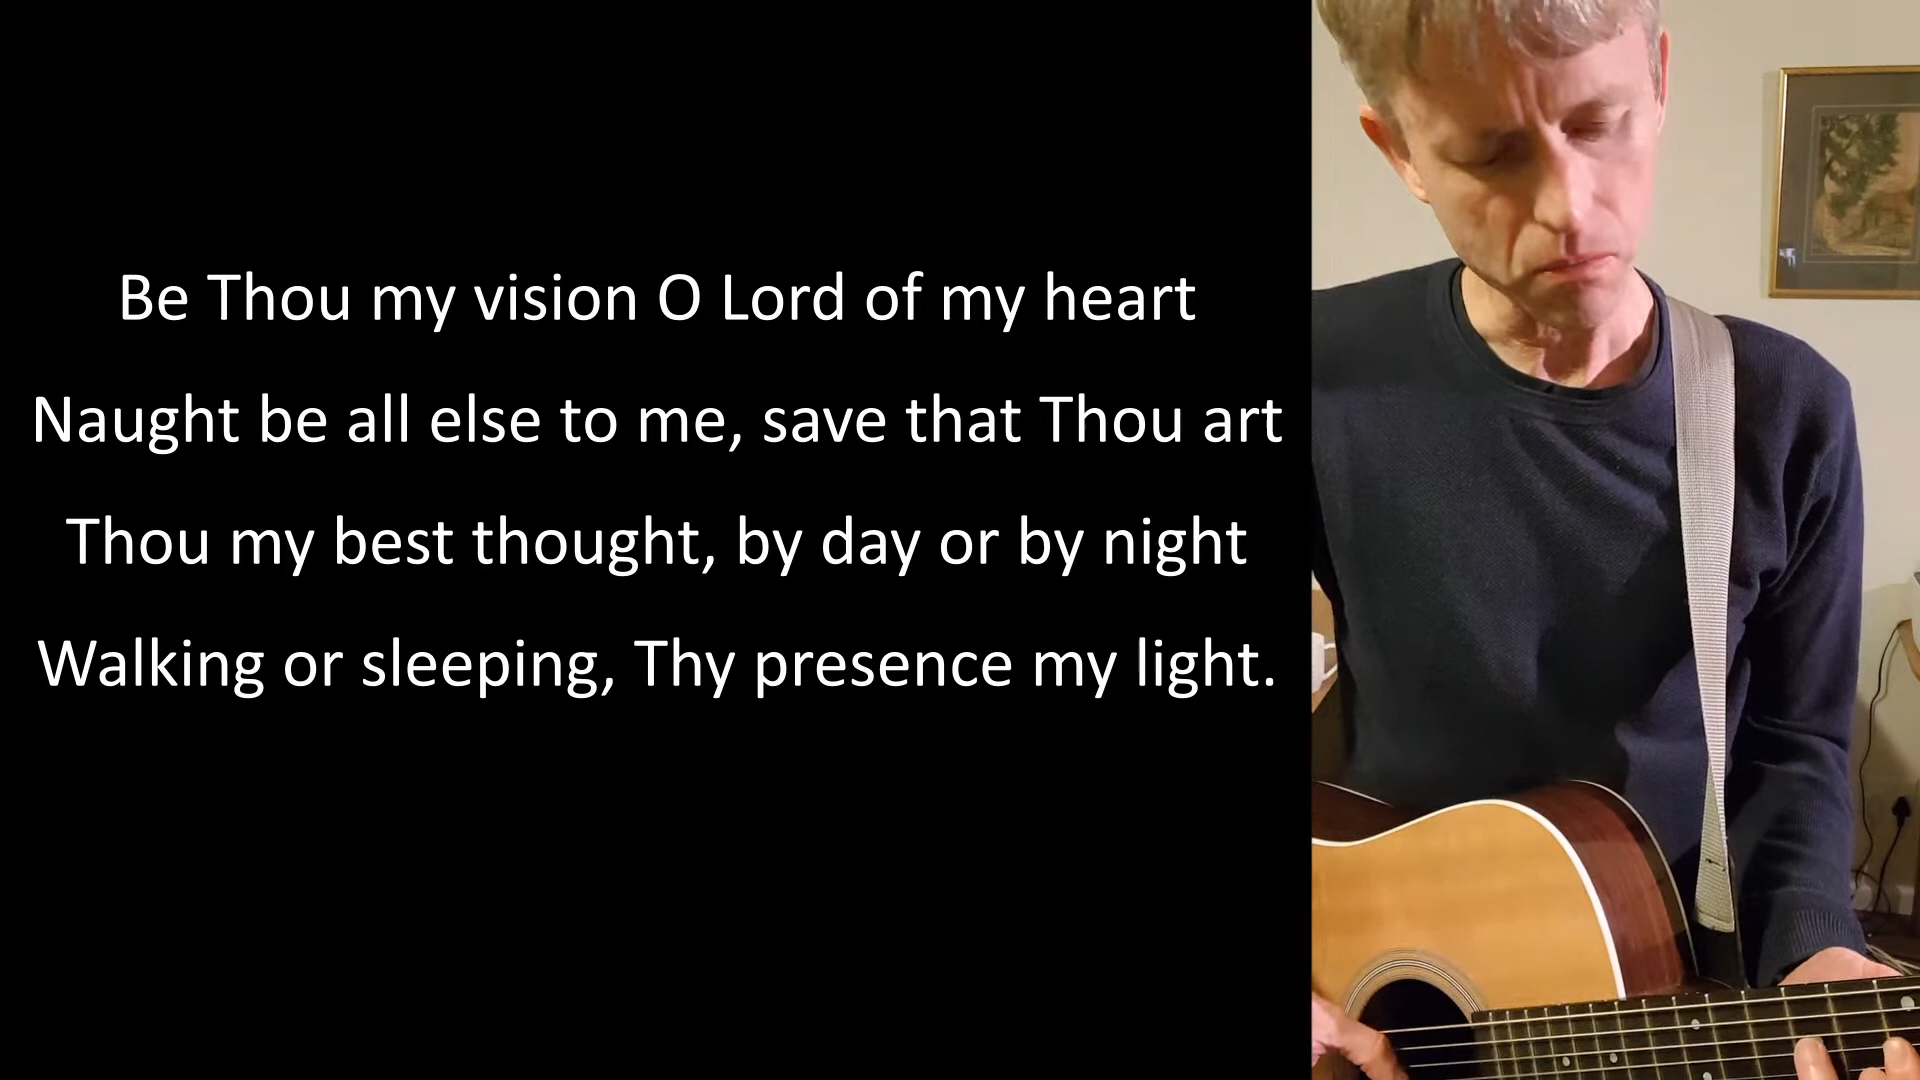 Be Thou my vision O Lord of my heart
Naught be all else to me, save that Thou art
Thou my best thought, by day or by night
Walking or sleeping, Thy presence my light.